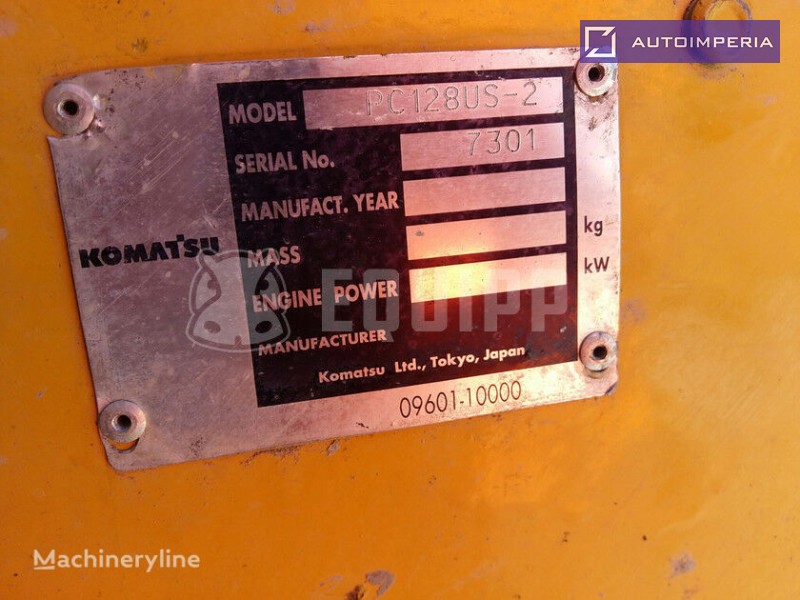 AUTOIMPERIA
MODEL PC128US-2
SERIAL No. 7301
MANUFACT. YEAR
KOMATSU
MASS kg
ENGINE POWER kW
EQUIPP
MANUFACTURER
Komatsu Ltd., Tokyo, Japan
09601-10000
Machineryline